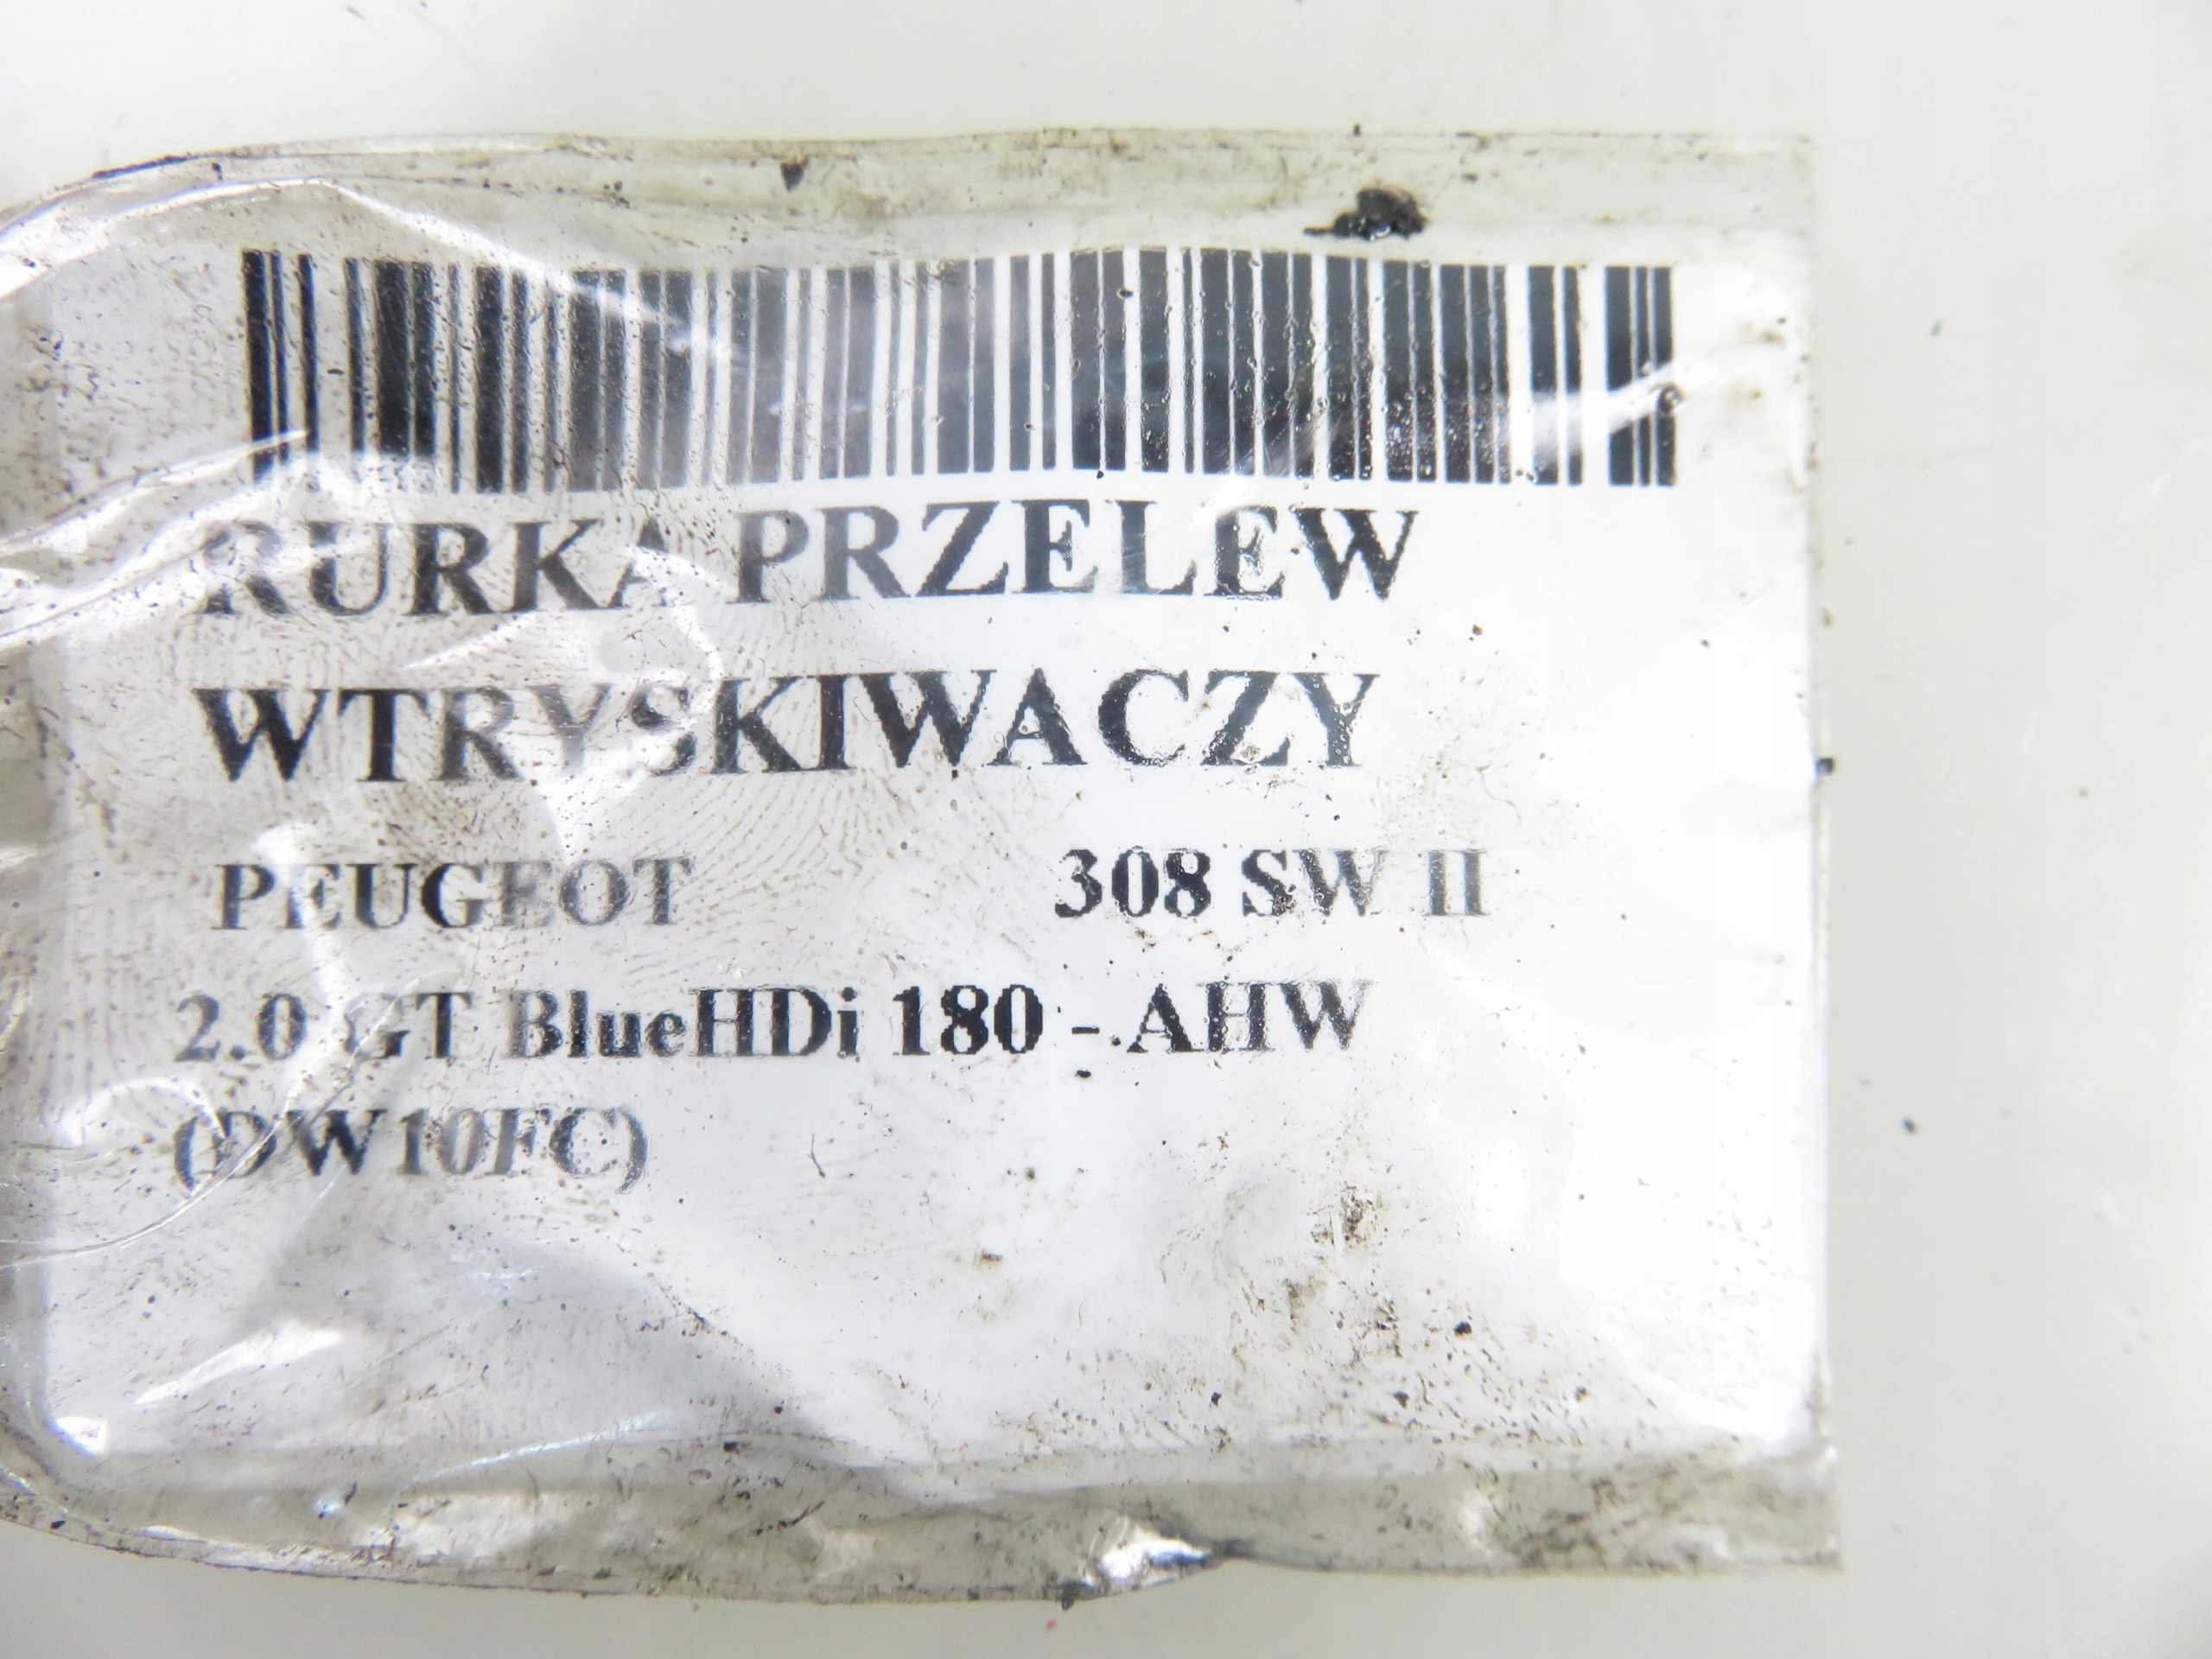 RURKA PRZELEW
WTRYSKIWACZY
PEUGEOT 308 SW II
2.0 GT BlueHDi 180 - AHW
(DW10FC)